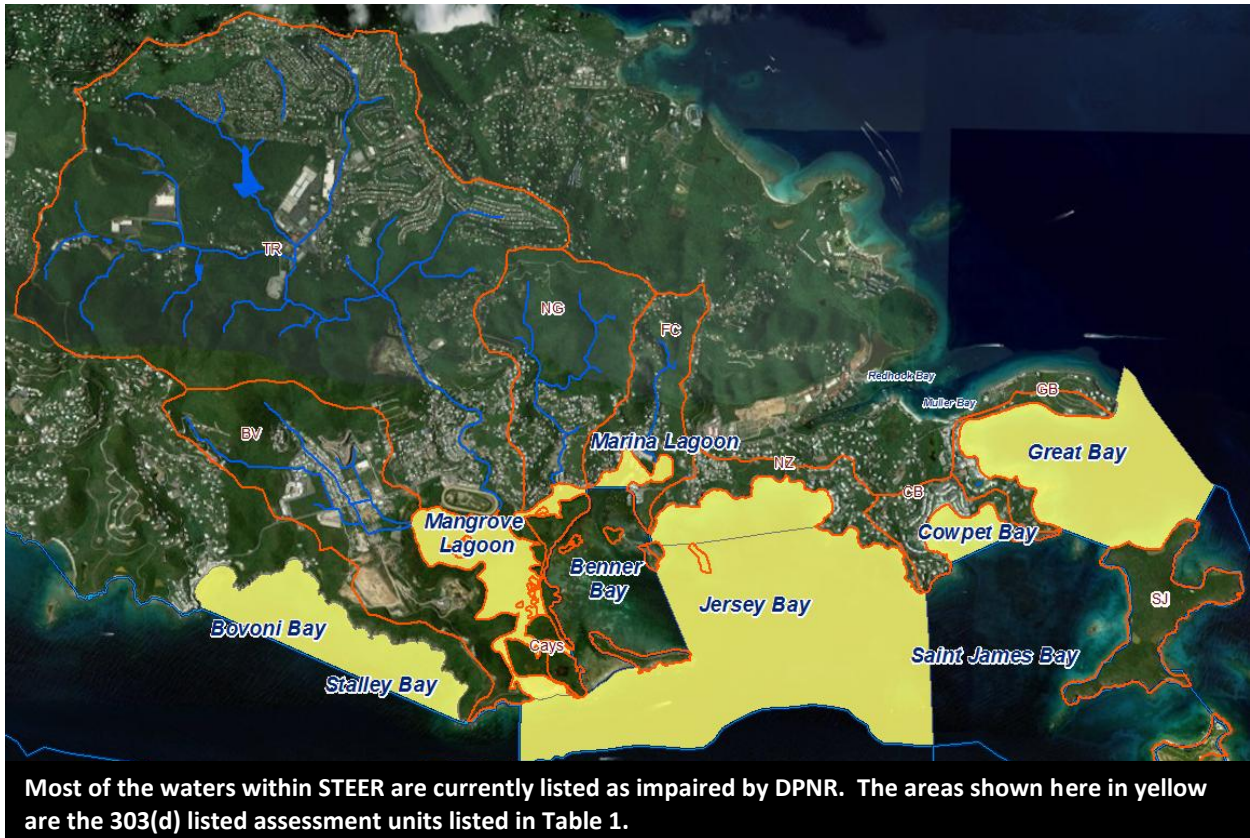 TR
NG
FC
Redhook Bay
Muller Bay
GB
BV
Marina Lagoon
Great Bay
NZ
CB
Mangrove
Lagoon
Cowpet Bay
Benner
Bay
Jersey Bay
SJ
Bovoni Bay
Cays
Saint James Bay
Stalley Bay
Most of the waters within STEER are currently listed as impaired by DPNR. The areas shown here in yellow
are the 303(d) listed assessment units listed in Table 1.